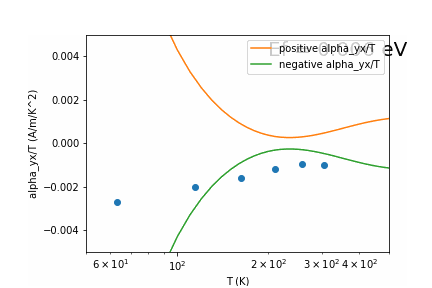 eV
positive alpha_yx/T
negative alpha_yx/T
alpha_yx/T (A/m/K^2)
0.004
0.002
0.000
−0.002
−0.004
6 × 10¹
10²
2 × 10²
3 × 10²
4 × 10²
T (K)